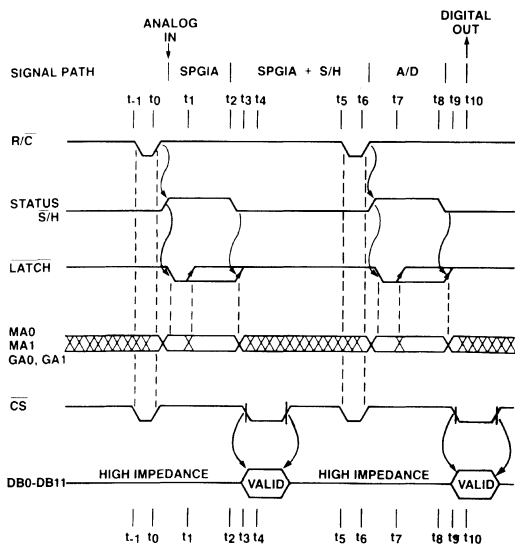 ANALOG
IN
DIGITAL
OUT
SIGNAL PATH
SPGIA
SPGIA + S/H
A/D
t-1 t0 t1 t2 t3 t4 t5 t6 t7 t8 t9 t10
R/C̅
STATUS
S̅/H
L̅A̅T̅C̅H̅
MA0
MA1
GA0, GA1
C̅S̅
DB0-DB11
HIGH IMPEDANCE
VALID
HIGH IMPEDANCE
VALID
t-1 t0 t1 t2 t3 t4 t5 t6 t7 t8 t9 t10